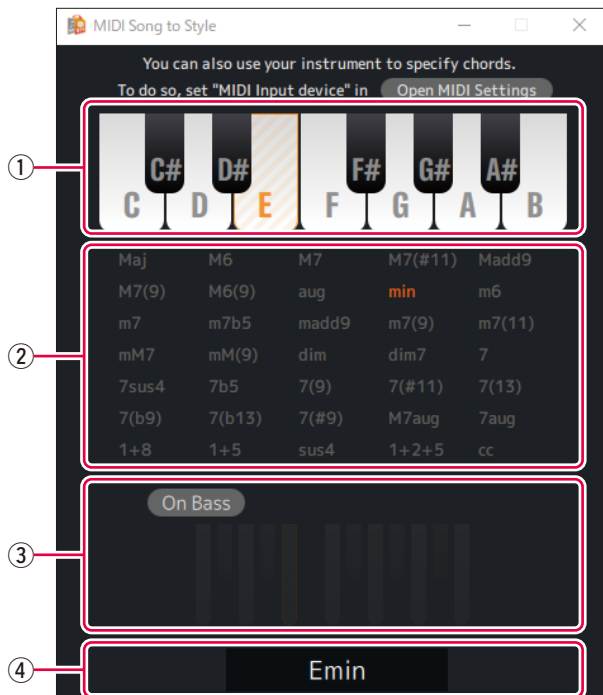 MIDI Song to Style
You can also use your instrument to specify chords.
To do so, set "MIDI Input device" in Open MIDI Settings
① C# D# F# G# A#
C D E F G A B
Maj M6 M7 M7(#11) Madd9
M7(9) M6(9) aug min m6
m7 m7b5 madd9 m7(9) m7(11)
② mM7 mM(9) dim dim7 7
7sus4 7b5 7(9) 7(#11) 7(13)
7(b9) 7(b13) 7(#9) M7aug 7aug
1+8 1+5 sus4 1+2+5 cc
On Bass
③
④ Emin